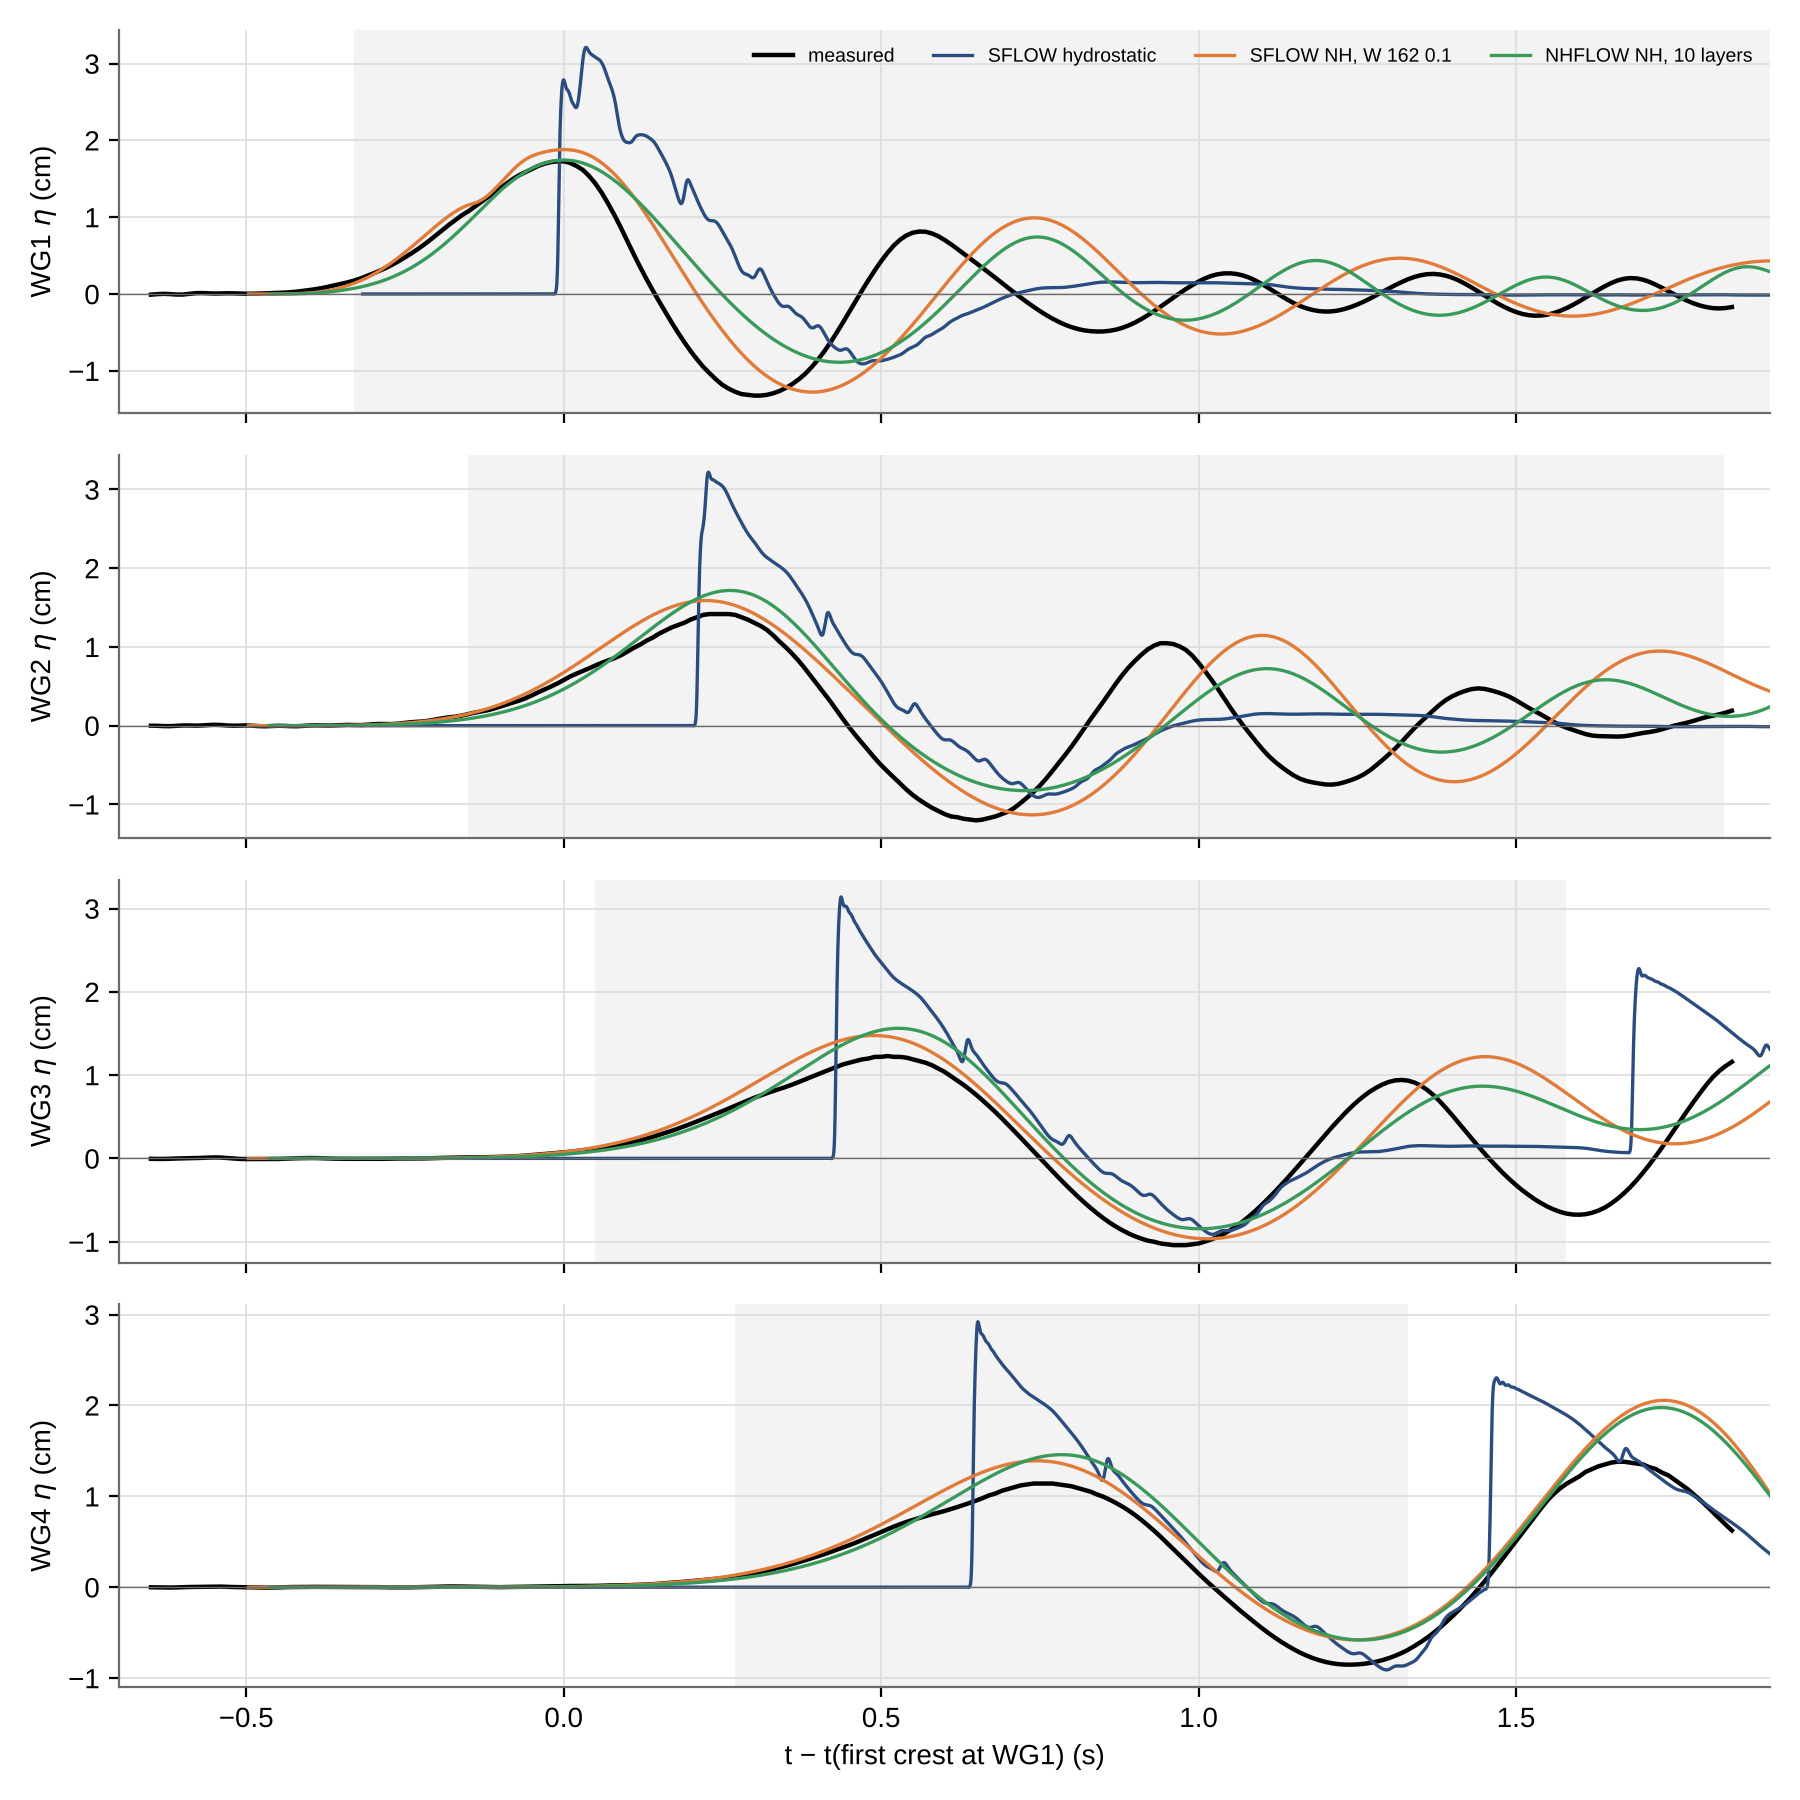 measured SFLOW hydrostatic SFLOW NH, W 162 0.1 NHFLOW NH, 10 layers
WG1 η (cm)
3
2
1
0
−1
WG2 η (cm)
3
2
1
0
−1
WG3 η (cm)
3
2
1
0
−1
WG4 η (cm)
3
2
1
0
−1
−0.5 0.0 0.5 1.0 1.5
t − t(first crest at WG1) (s)